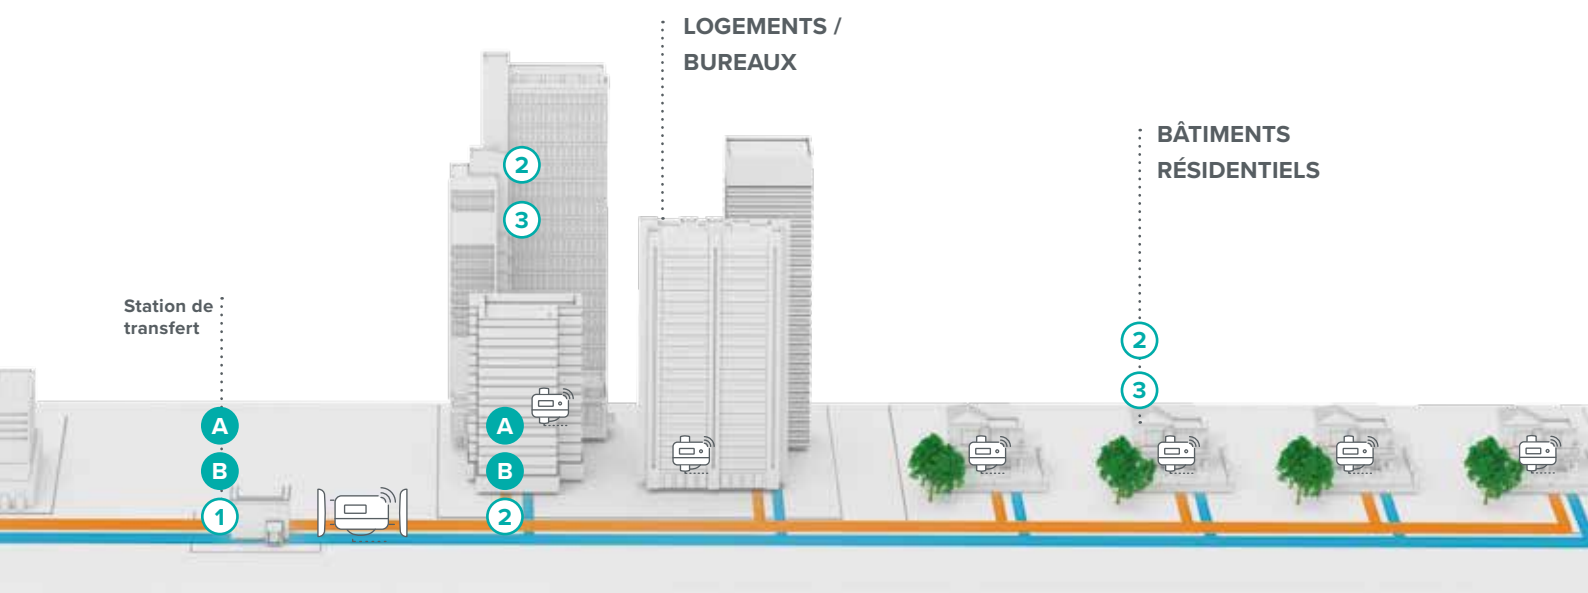 LOGEMENTS /
BUREAUX
BÂTIMENTS
RÉSIDENTIELS
2
3
Station de
transfert
2
3
A
B
1
A
B
2